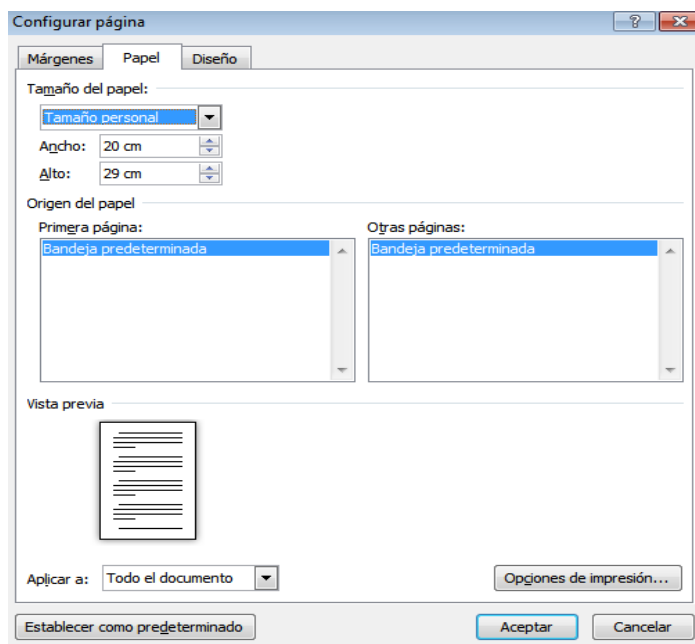 Configurar página
Márgenes Papel Diseño
Tamaño del papel:
Tamaño personal
Ancho: 20 cm
Alto: 29 cm
Origen del papel
Primera página:
Bandeja predeterminada
Otras páginas:
Bandeja predeterminada
Vista previa
Aplicar a: Todo el documento
Opciones de impresión...
Establecer como predeterminado
Aceptar
Cancelar